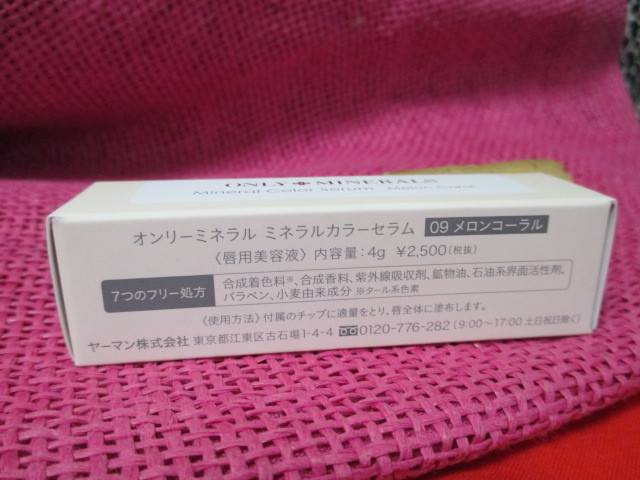 ONLY MINERALS
Mineral Color Serum Melon Coral
オンリーミネラル ミネラルカラーセラム 09 メロンコーラル
〈唇用美容液〉内容量:4g ¥2,500(税抜)
7つのフリー処方
合成着色料※、合成香料、紫外線吸収剤、鉱物油、石油系界面活性剤、
パラベン、小麦由来成分 ※タール系色素
〈使用方法〉付属のチップに適量をとり、唇全体に塗布します。
ヤーマン株式会社 東京都江東区古石場1-4-4 0120-776-282(9:00〜17:00 土日祝日除く)